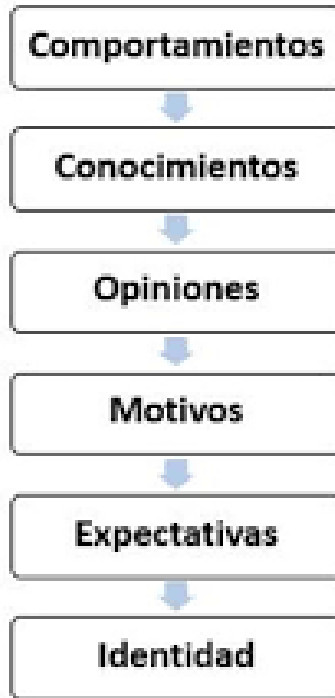 Comportamientos
Conocimientos
Opiniones
Motivos
Expectativas
Identidad